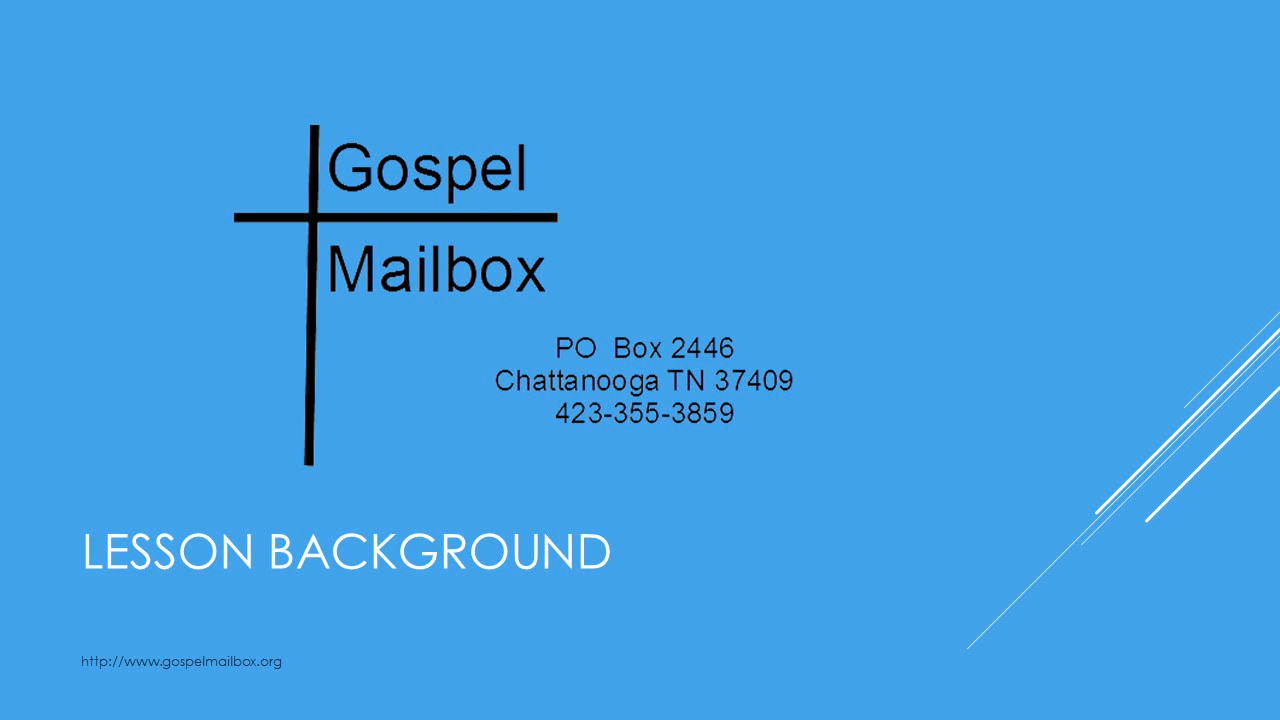 Gospel
Mailbox
PO Box 2446
Chattanooga TN 37409
423-355-3859
LESSON BACKGROUND
http://www.gospelmailbox.org